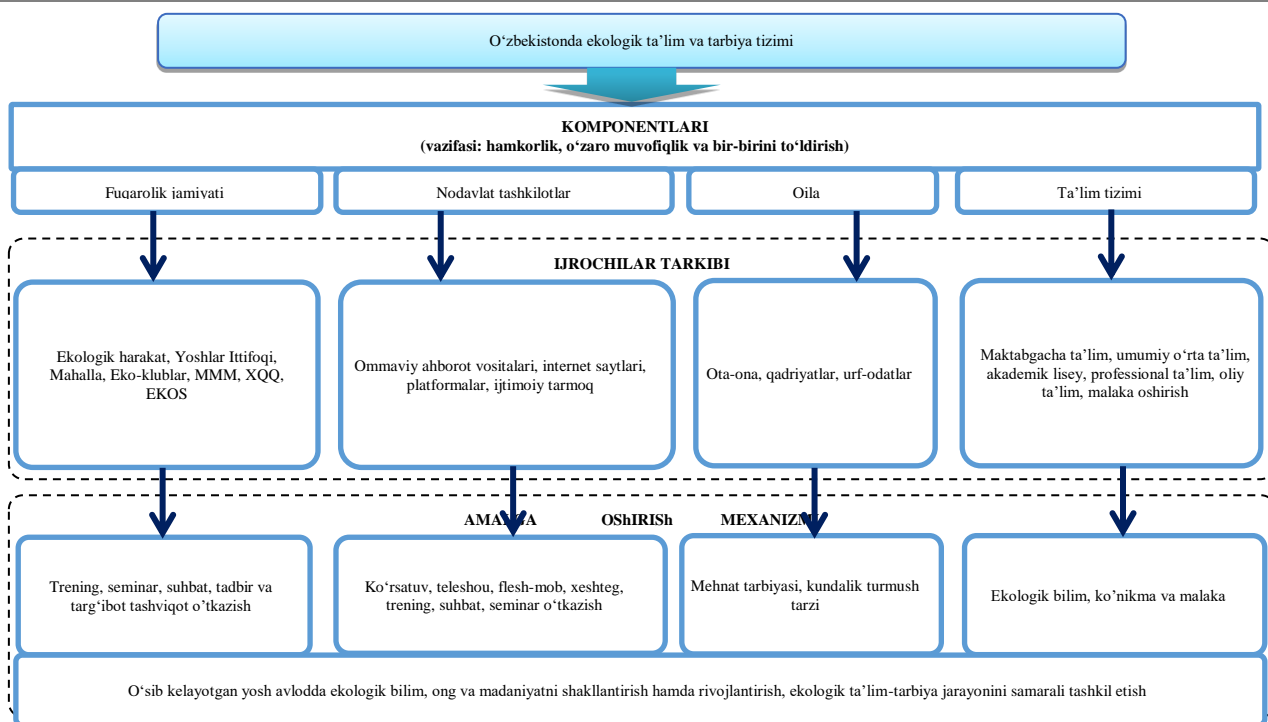 O‘zbekistonda ekologik ta’lim va tarbiya tizimi
KOMPONENTLARI
(vazifasi: hamkorlik, o‘zaro muvofiqlik va bir-birini to‘ldirish)
Fuqarolik jamiyati
Nodavlat tashkilotlar
Oila
Ta’lim tizimi
IJROCHILAR TARKIBI
Ekologik harakat, Yoshlar Ittifoqi,
Mahalla, Eko-klublar, MMM, XQQ,
EKOS
Ommaviy ahborot vositalari, internet saytlari,
platformalar, ijtimoiy tarmoq
Ota-ona, qadriyatlar, urf-odatlar
Maktabgacha ta’lim, umumiy o‘rta ta’lim,
akademik lisey, professional ta’lim, oliy
ta’lim, malaka oshirish
AMALGA OShIRISh MEXANIZMI
Trening, seminar, suhbat, tadbir va
targ‘ibot tashviqot o’tkazish
Ko‘rsatuv, teleshou, flesh-mob, xeshteg,
trening, suhbat, seminar o‘tkazish
Mehnat tarbiyasi, kundalik turmush
tarzi
Ekologik bilim, ko’nikma va malaka
O‘sib kelayotgan yosh avlodda ekologik bilim, ong va madaniyatni shakllantirish hamda rivojlantirish, ekologik ta’lim-tarbiya jarayonini samarali tashkil etish